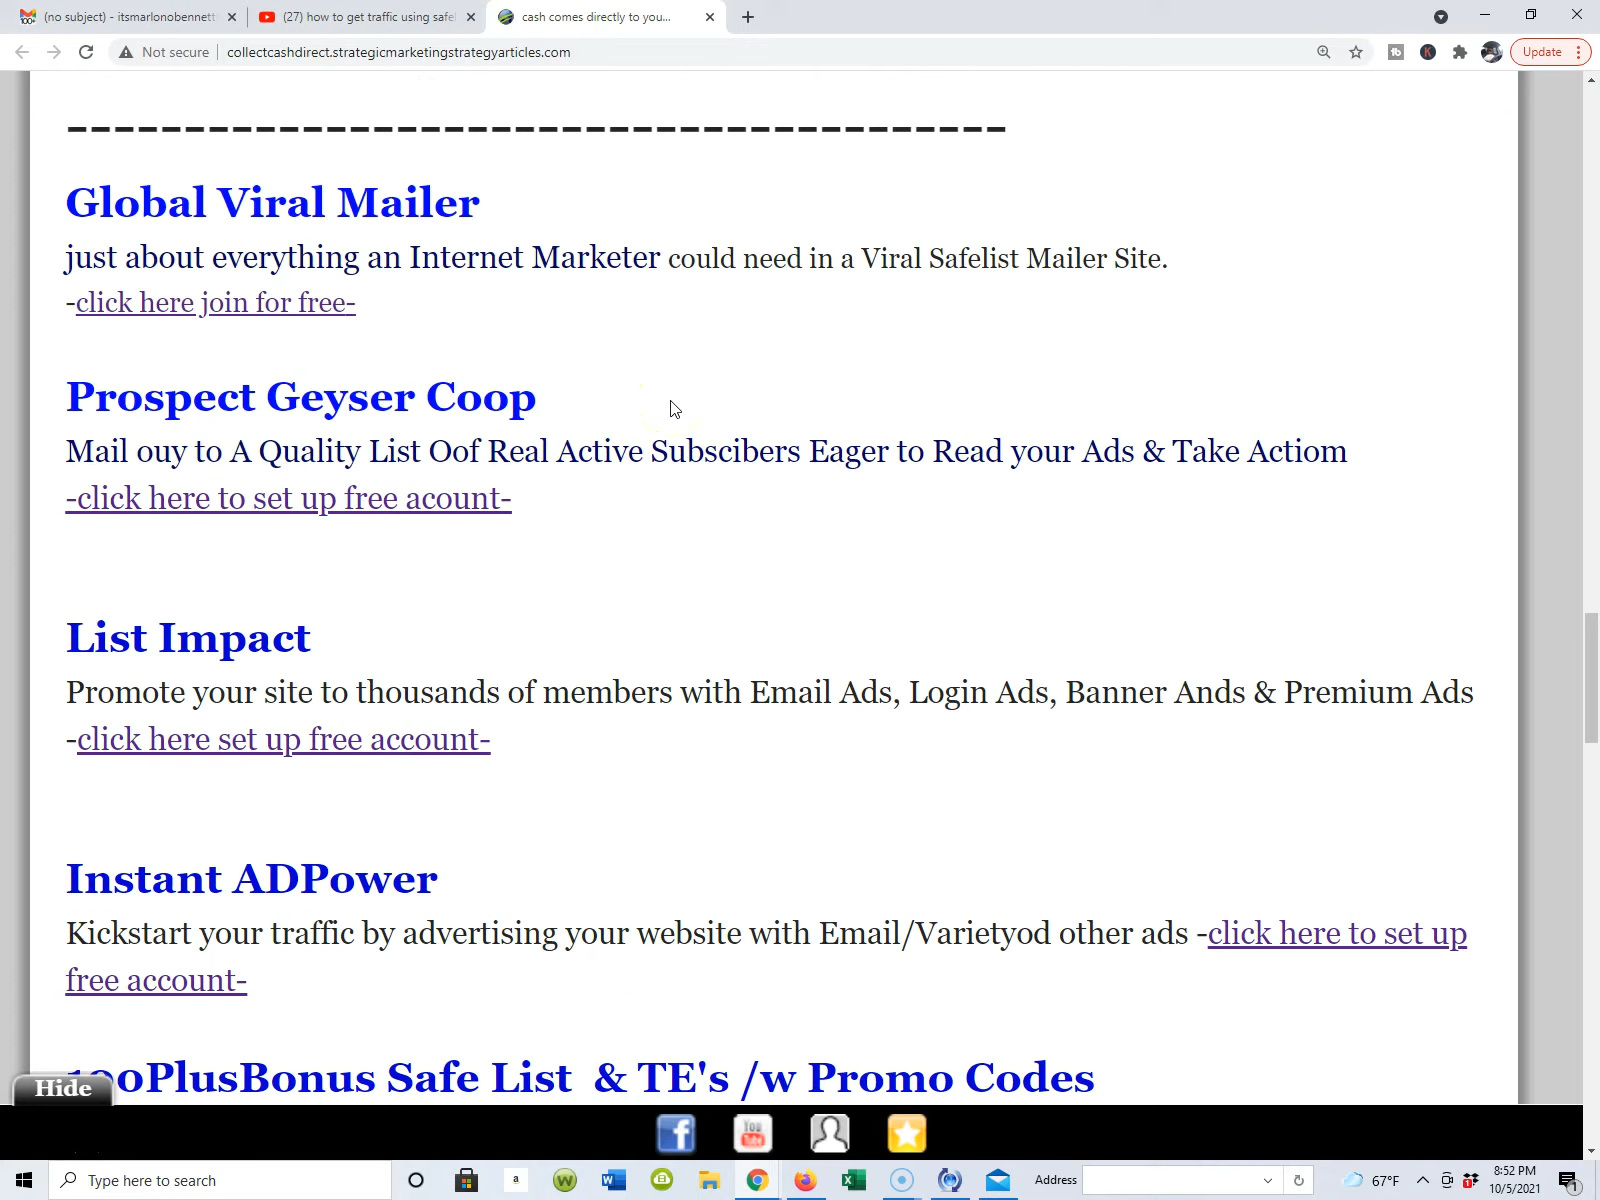 (no subject) - itsmarlonobennett
(27) how to get traffic using safel
cash comes directly to you...
Not secure
collectcashdirect.strategicmarketingstrategyarticles.com
Update
----------------------------------------
Global Viral Mailer
just about everything an Internet Marketer could need in a Viral Safelist Mailer Site.
-click here join for free-
Prospect Geyser Coop
Mail ouy to A Quality List Oof Real Active Subscibers Eager to Read your Ads & Take Actiom
-click here to set up free acount-
List Impact
Promote your site to thousands of members with Email Ads, Login Ads, Banner Ands & Premium Ads
-click here set up free account-
Instant ADPower
Kickstart your traffic by advertising your website with Email/Varietyod other ads -click here to set up
free account-
100PlusBonus Safe List & TE's /w Promo Codes
Hide
You
Tube
Type here to search
Address
67°F
8:52 PM
10/5/2021